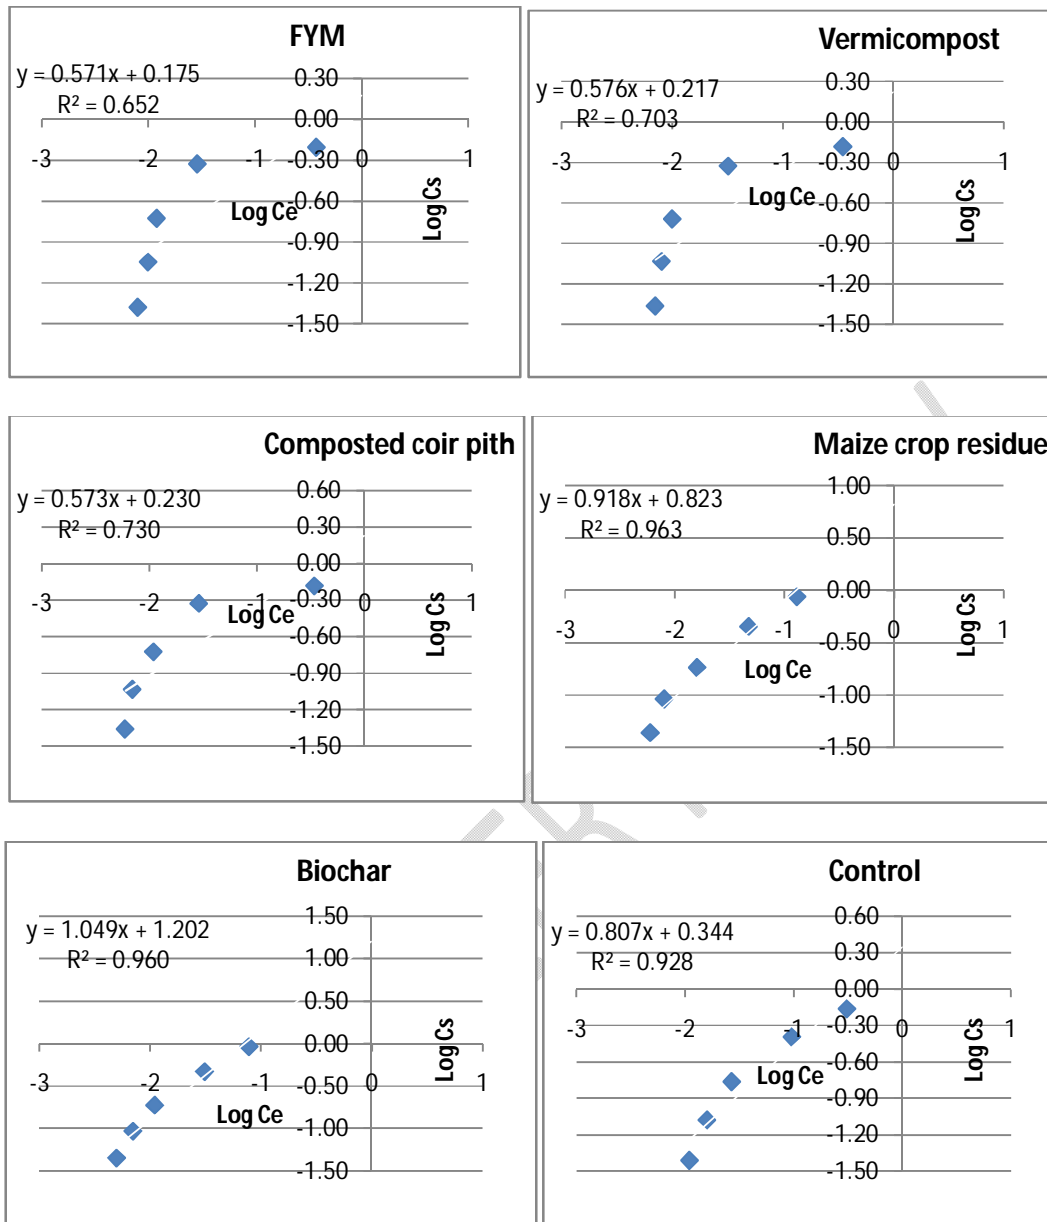 FYM
y = 0.571x + 0.175
R² = 0.652
0.30
0.00
-3 -2 -1 0 1
-0.30
-0.60
-0.90
-1.20
-1.50
Log Ce
Log Cs
Vermicompost
y = 0.576x + 0.217
R² = 0.703
0.30
0.00
-3 -2 -1 0 1
-0.30
-0.60
-0.90
-1.20
-1.50
Log Ce
Log Cs
Composted coir pith
y = 0.573x + 0.230
R² = 0.730
0.60
0.30
0.00
-3 -2 -1 0 1
-0.30
-0.60
-0.90
-1.20
-1.50
Log Ce
Log Cs
Maize crop residue
y = 0.918x + 0.823
R² = 0.963
1.00
0.50
0.00
-3 -2 -1 0 1
-0.50
-1.00
-1.50
Log Ce
Log Cs
Biochar
y = 1.049x + 1.202
R² = 0.960
1.50
1.00
0.50
0.00
-3 -2 -1 0 1
-0.50
-1.00
-1.50
Log Ce
Log Cs
Control
y = 0.807x + 0.344
R² = 0.928
0.60
0.30
0.00
-3 -2 -1 0 1
-0.30
-0.60
-0.90
-1.20
-1.50
Log Ce
Log Cs